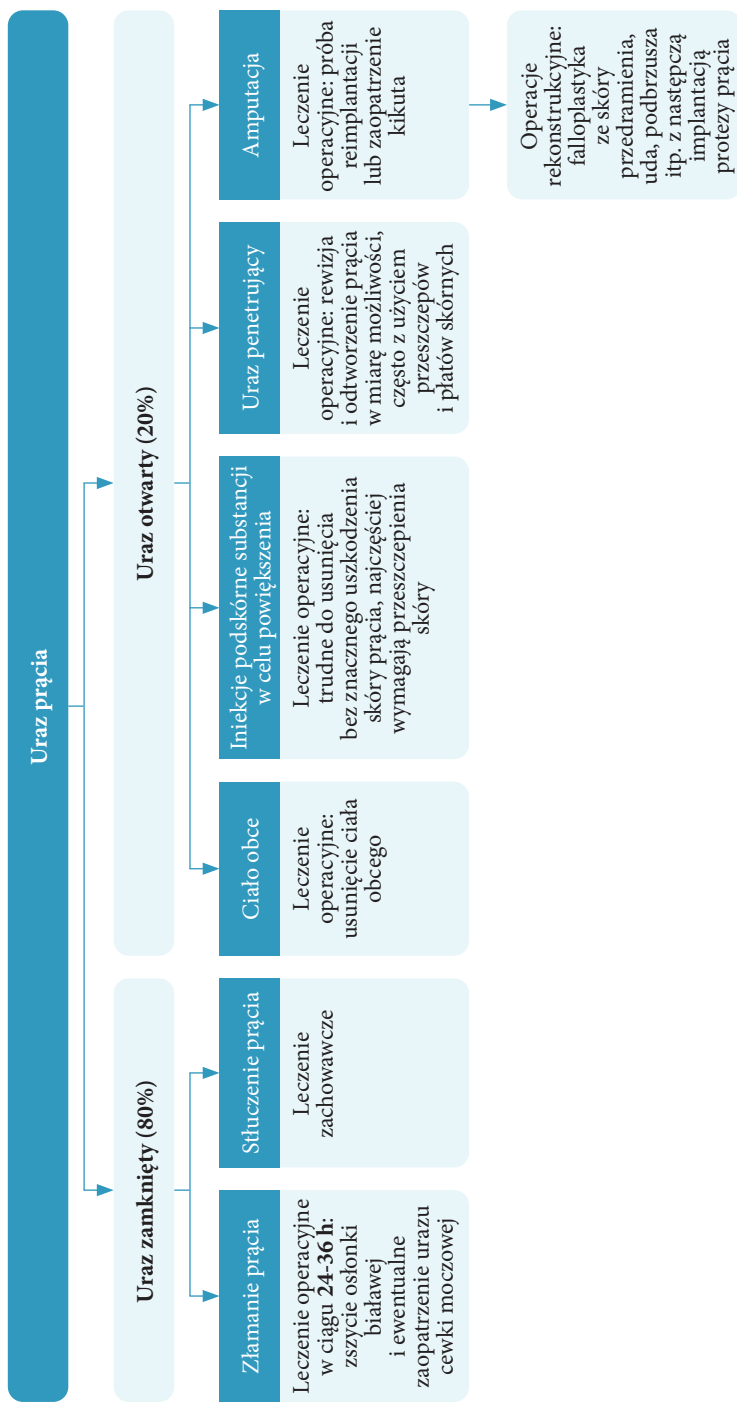 Uraz prącia
Uraz zamknięty (80%)
Złamanie prącia
Leczenie operacyjne
w ciągu 24-36 h:
zszycie osłonki
białawej
i ewentualne
zaopatrzenie urazu
cewki moczowej
Stłuczenie prącia
Leczenie
zachowawcze
Uraz otwarty (20%)
Ciało obce
Leczenie
operacyjne:
usunięcie ciała
obcego
Iniekcje podskórne substancji
w celu powiększenia
Leczenie operacyjne:
trudne do usunięcia
bez znacznego uszkodzenia
skóry prącia, najczęściej
wymagają przeszczepienia
skóry
Uraz penetrujący
Leczenie
operacyjne: rewizja
i odtworzenie prącia
w miarę możliwości,
często z użyciem
przeszczepów
i płatów skórnych
Amputacja
Leczenie
operacyjne: próba
reimplantacji
lub zaopatrzenie
kikuta
Operacje
rekonstrukcyjne:
falloplastyka
ze skóry
przedramienia,
uda, podbrzusza
itp. z następczą
implantacją
protezy prącia